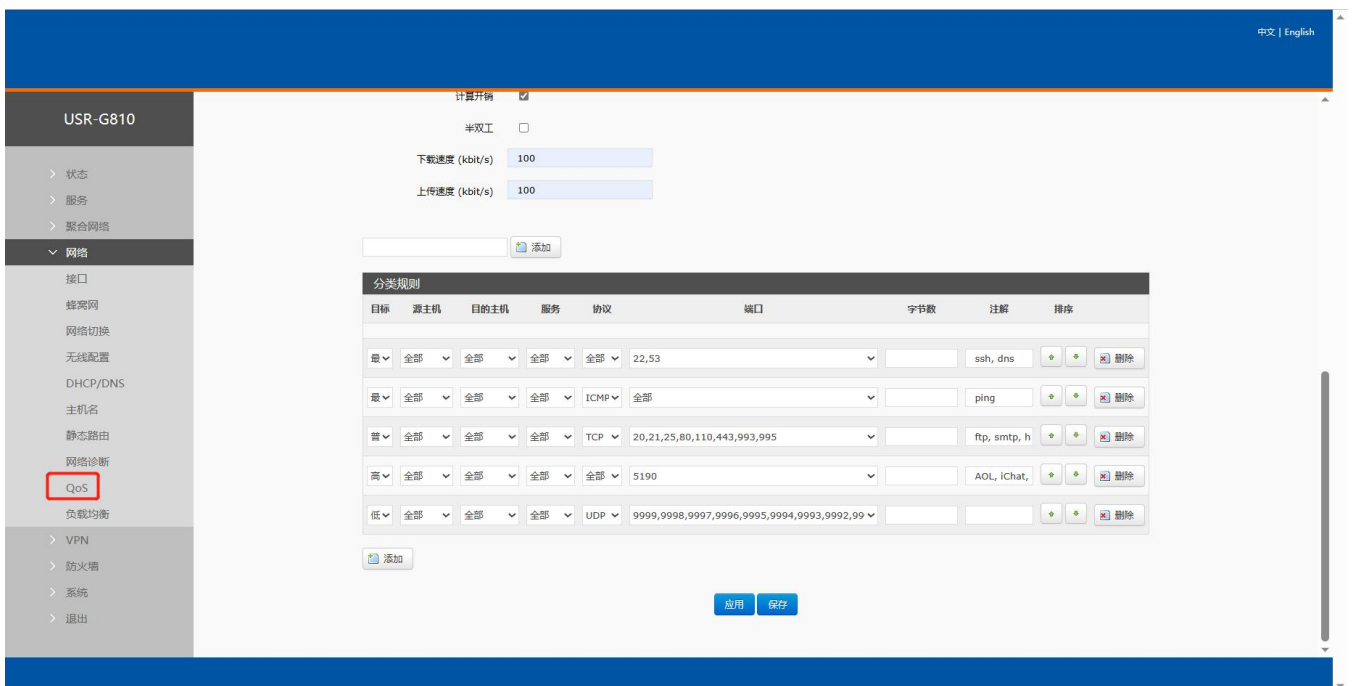 中文 | English
USR-G810
状态
服务
聚合网络
网络
接口
蜂窝网
网络切换
无线配置
DHCP/DNS
主机名
静态路由
网络诊断
QoS
负载均衡
VPN
防火墙
系统
退出
计算开销
半双工
下载速度 (kbit/s) 100
上传速度 (kbit/s) 100
添加
分类规则
目标 源主机 目的主机 服务 协议 端口 字节数 注解 排序
最 全部 全部 全部 全部 22,53 ssh, dns 删除
最 全部 全部 全部 ICMP 全部 ping 删除
普 全部 全部 全部 TCP 20,21,25,80,110,443,993,995 ftp, smtp, h 删除
高 全部 全部 全部 全部 5190 AOL, iChat, 删除
低 全部 全部 全部 UDP 9999,9998,9997,9996,9995,9994,9993,9992,99 删除
添加
应用 保存